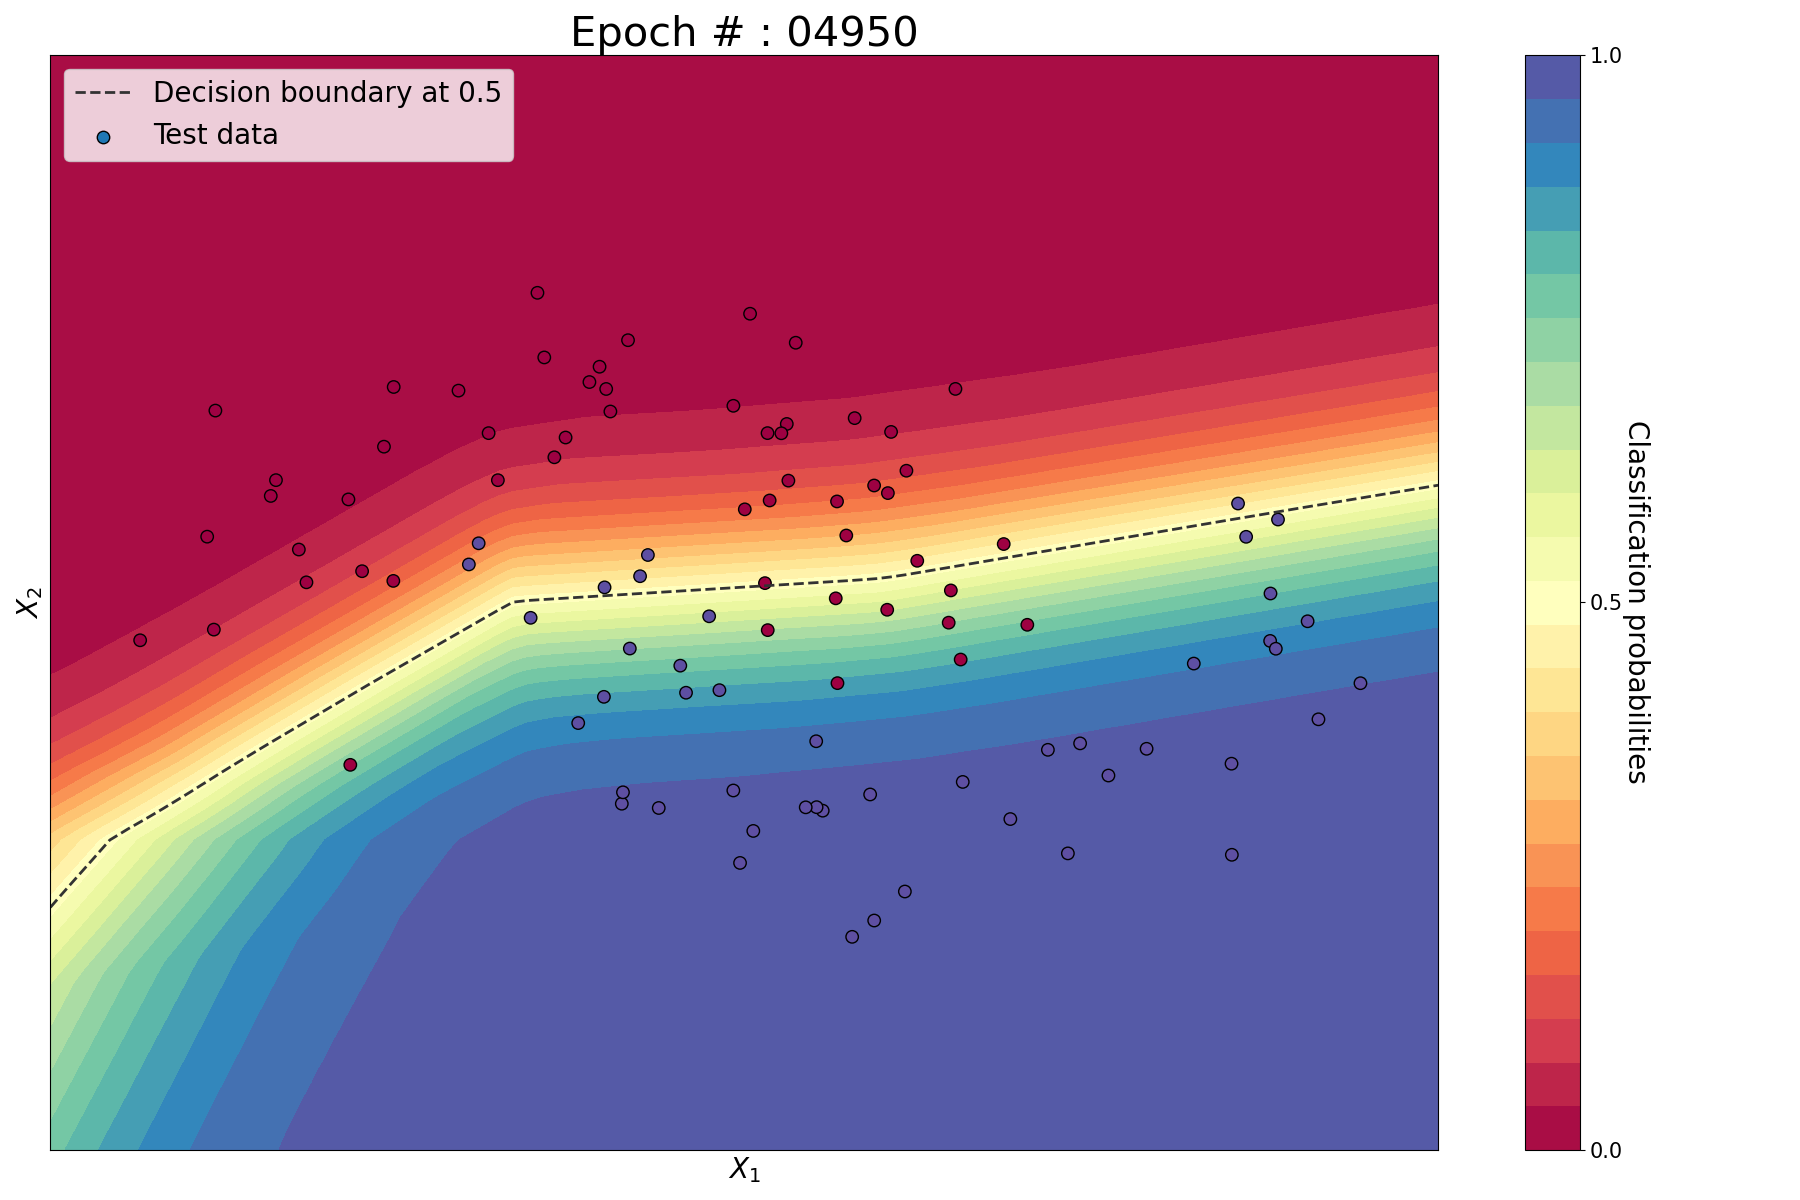 Epoch # : 04950
Decision boundary at 0.5
Test data
X₂
X₁
1.0
0.5
0.0
Classification probabilities